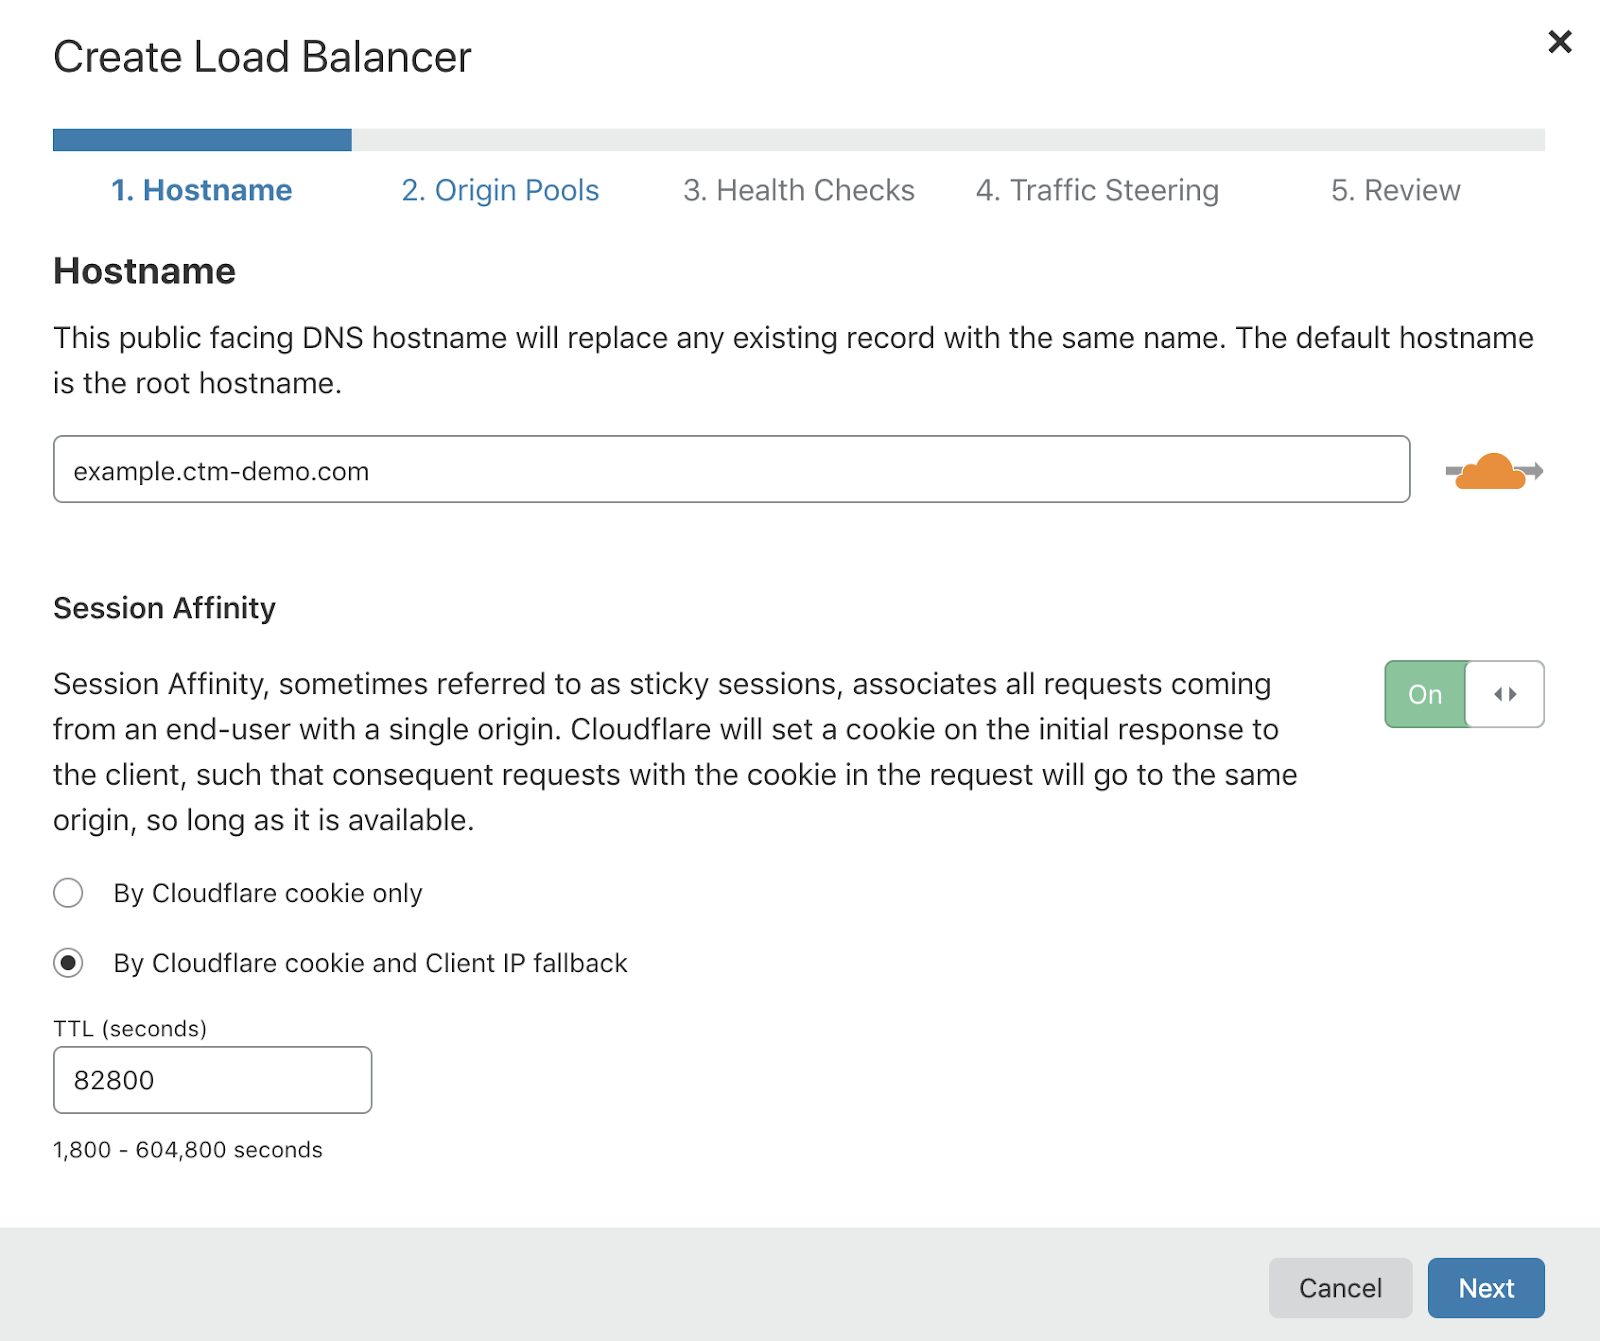 Create Load Balancer
1. Hostname
2. Origin Pools
3. Health Checks
4. Traffic Steering
5. Review
Hostname
This public facing DNS hostname will replace any existing record with the same name. The default hostname
is the root hostname.
example.ctm-demo.com
Session Affinity
Session Affinity, sometimes referred to as sticky sessions, associates all requests coming
from an end-user with a single origin. Cloudflare will set a cookie on the initial response to
the client, such that consequent requests with the cookie in the request will go to the same
origin, so long as it is available.
On
By Cloudflare cookie only
By Cloudflare cookie and Client IP fallback
TTL (seconds)
82800
1,800 - 604,800 seconds
Cancel
Next